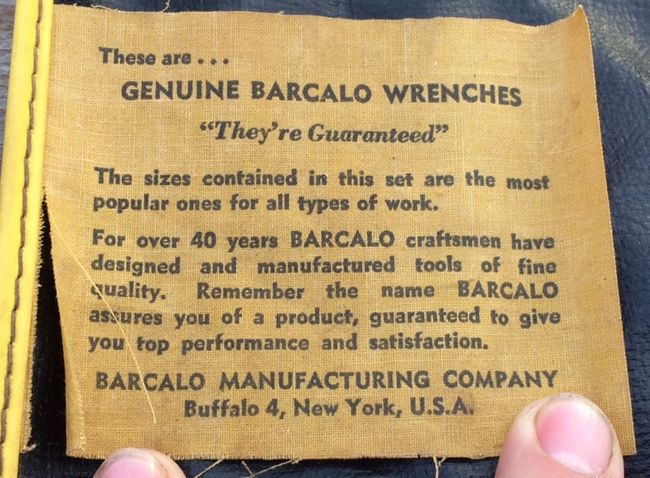 These are . . .
GENUINE BARCALO WRENCHES
“They’re Guaranteed”
The sizes contained in this set are the most
popular ones for all types of work.
For over 40 years BARCALO craftsmen have
designed and manufactured tools of fine
quality. Remember the name BARCALO
assures you of a product, guaranteed to give
you top performance and satisfaction.
BARCALO MANUFACTURING COMPANY
Buffalo 4, New York, U.S.A.